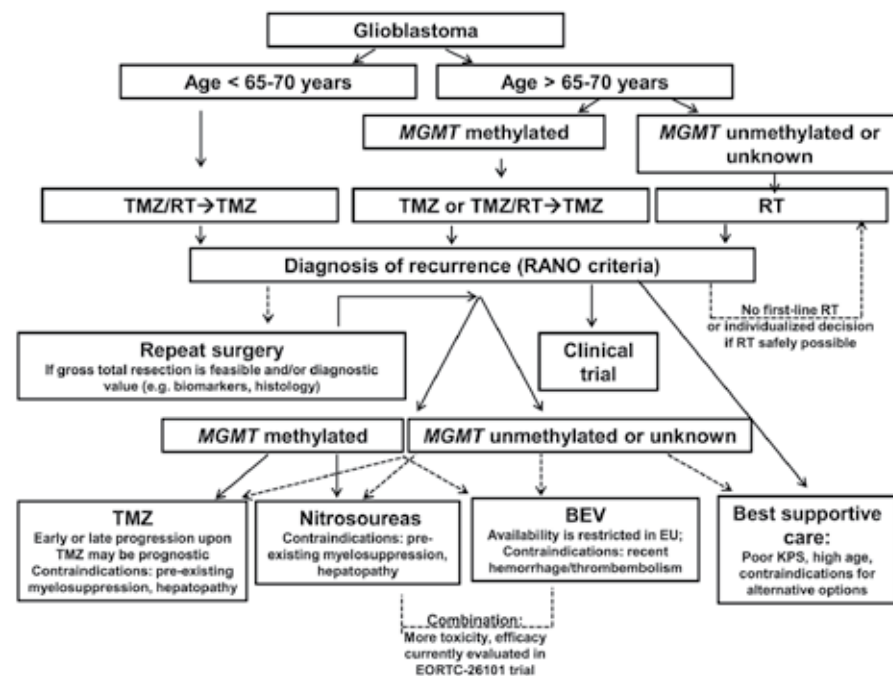 Glioblastoma
Age < 65-70 years
Age > 65-70 years
MGMT methylated
MGMT unmethylated or
unknown
TMZ/RT→TMZ
TMZ or TMZ/RT→TMZ
RT
Diagnosis of recurrence (RANO criteria)
No first-line RT
or individualized decision
if RT safely possible
Repeat surgery
If gross total resection is feasible and/or diagnostic
value (e.g. biomarkers, histology)
Clinical
trial
MGMT methylated
MGMT unmethylated or unknown
TMZ
Early or late progression upon
TMZ may be prognostic
Contraindications: pre-existing
myelosuppression, hepatopathy
Nitrosoureas
Contraindications: pre-
existing myelosuppression,
hepatopathy
BEV
Availability is restricted in EU;
Contraindications: recent
hemorrhage/thrombembolism
Best supportive
care:
Poor KPS, high age,
contraindications for
alternative options
Combination:
More toxicity, efficacy
currently evaluated in
EORTC-26101 trial